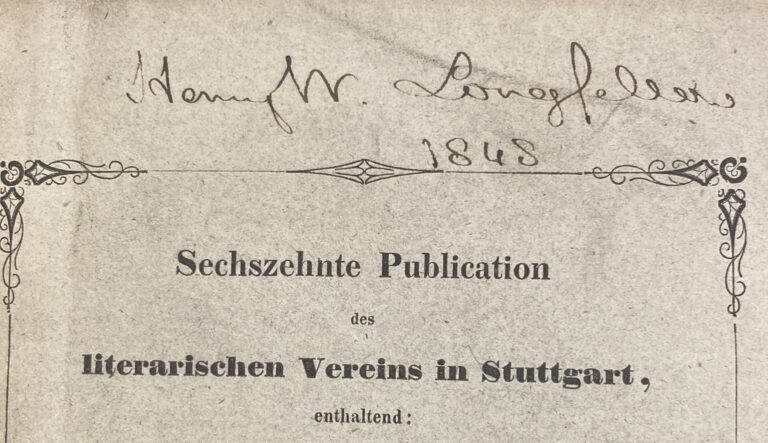 Henry W. Longfellow
1848
Sechszehnte Publication
des
literarischen Vereins in Stuttgart,
enthaltend: